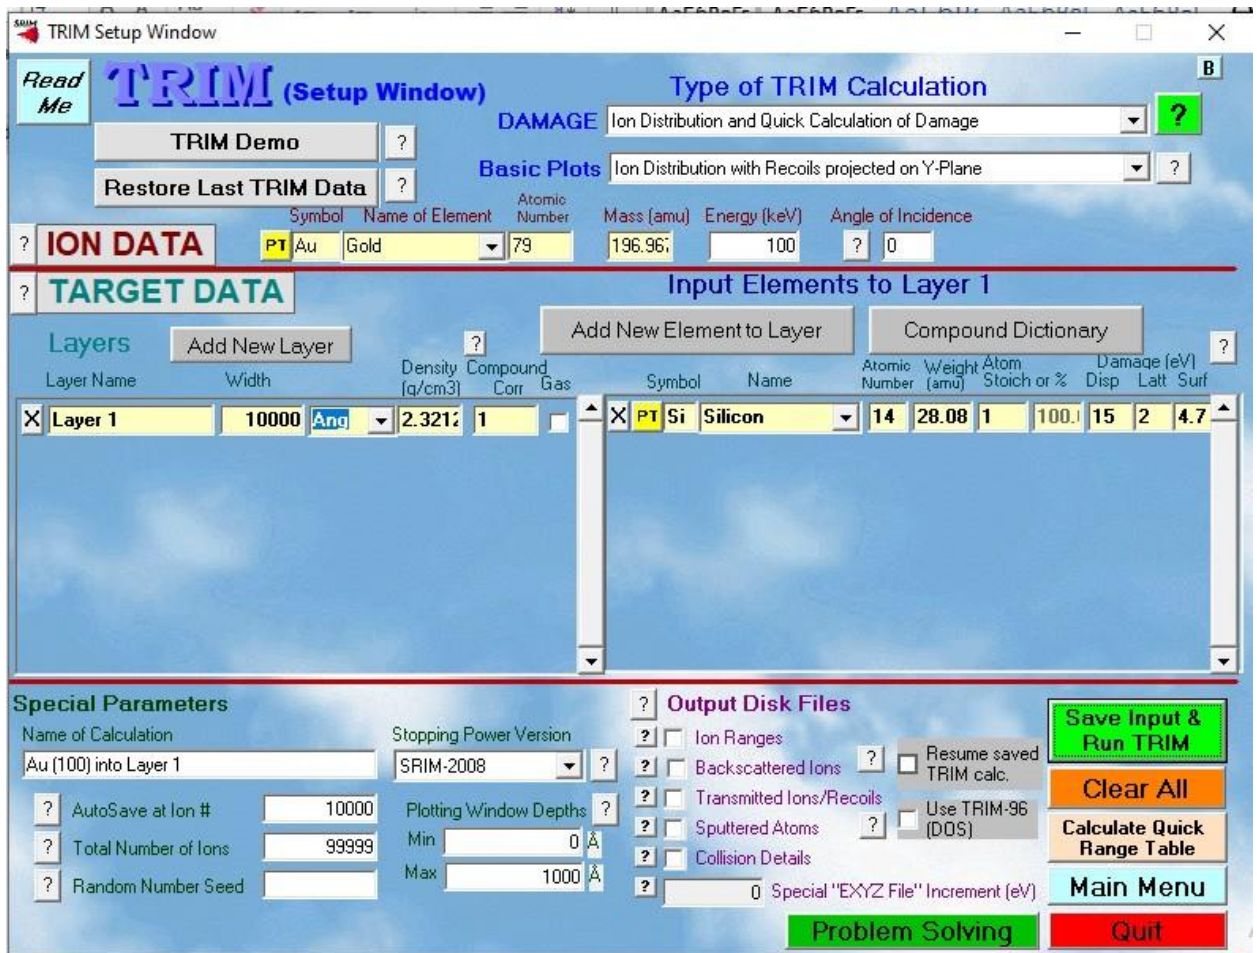 SRIM TRIM Setup Window
Read Me
TRIM (Setup Window)
Type of TRIM Calculation
B
DAMAGE Ion Distribution and Quick Calculation of Damage ?
TRIM Demo ?
Basic Plots Ion Distribution with Recoils projected on Y-Plane ?
Restore Last TRIM Data ?
Symbol Name of Element Atomic Number Mass (amu) Energy (keV) Angle of Incidence
? ION DATA PT Au Gold 79 196.967 100 ? 0
? TARGET DATA Input Elements to Layer 1
Layers Add New Layer ? Add New Element to Layer Compound Dictionary ?
Layer Name Width Density (g/cm3) Compound Corr Gas
Symbol Name Atomic Number Weight (amu) Atom Stoich or % Damage (eV) Disp Latt Surf
X Layer 1 10000 Ang 2.3212 1
X PT Si Silicon 14 28.08 1 100. 15 2 4.7
Special Parameters
Name of Calculation Stopping Power Version
Au (100) into Layer 1 SRIM-2008 ?
? AutoSave at Ion # 10000
? Total Number of Ions 99999
? Random Number Seed
Plotting Window Depths ?
Min 0 Å
Max 1000 Å
? Output Disk Files
? Ion Ranges
? Backscattered Ions
? Transmitted Ions/Recoils
? Sputtered Atoms
? Collision Details
? 0 Special "EXYZ File" Increment (eV)
? Resume saved TRIM calc.
? Use TRIM-96 (DOS)
Save Input & Run TRIM
Clear All
Calculate Quick Range Table
Main Menu
Problem Solving
Quit